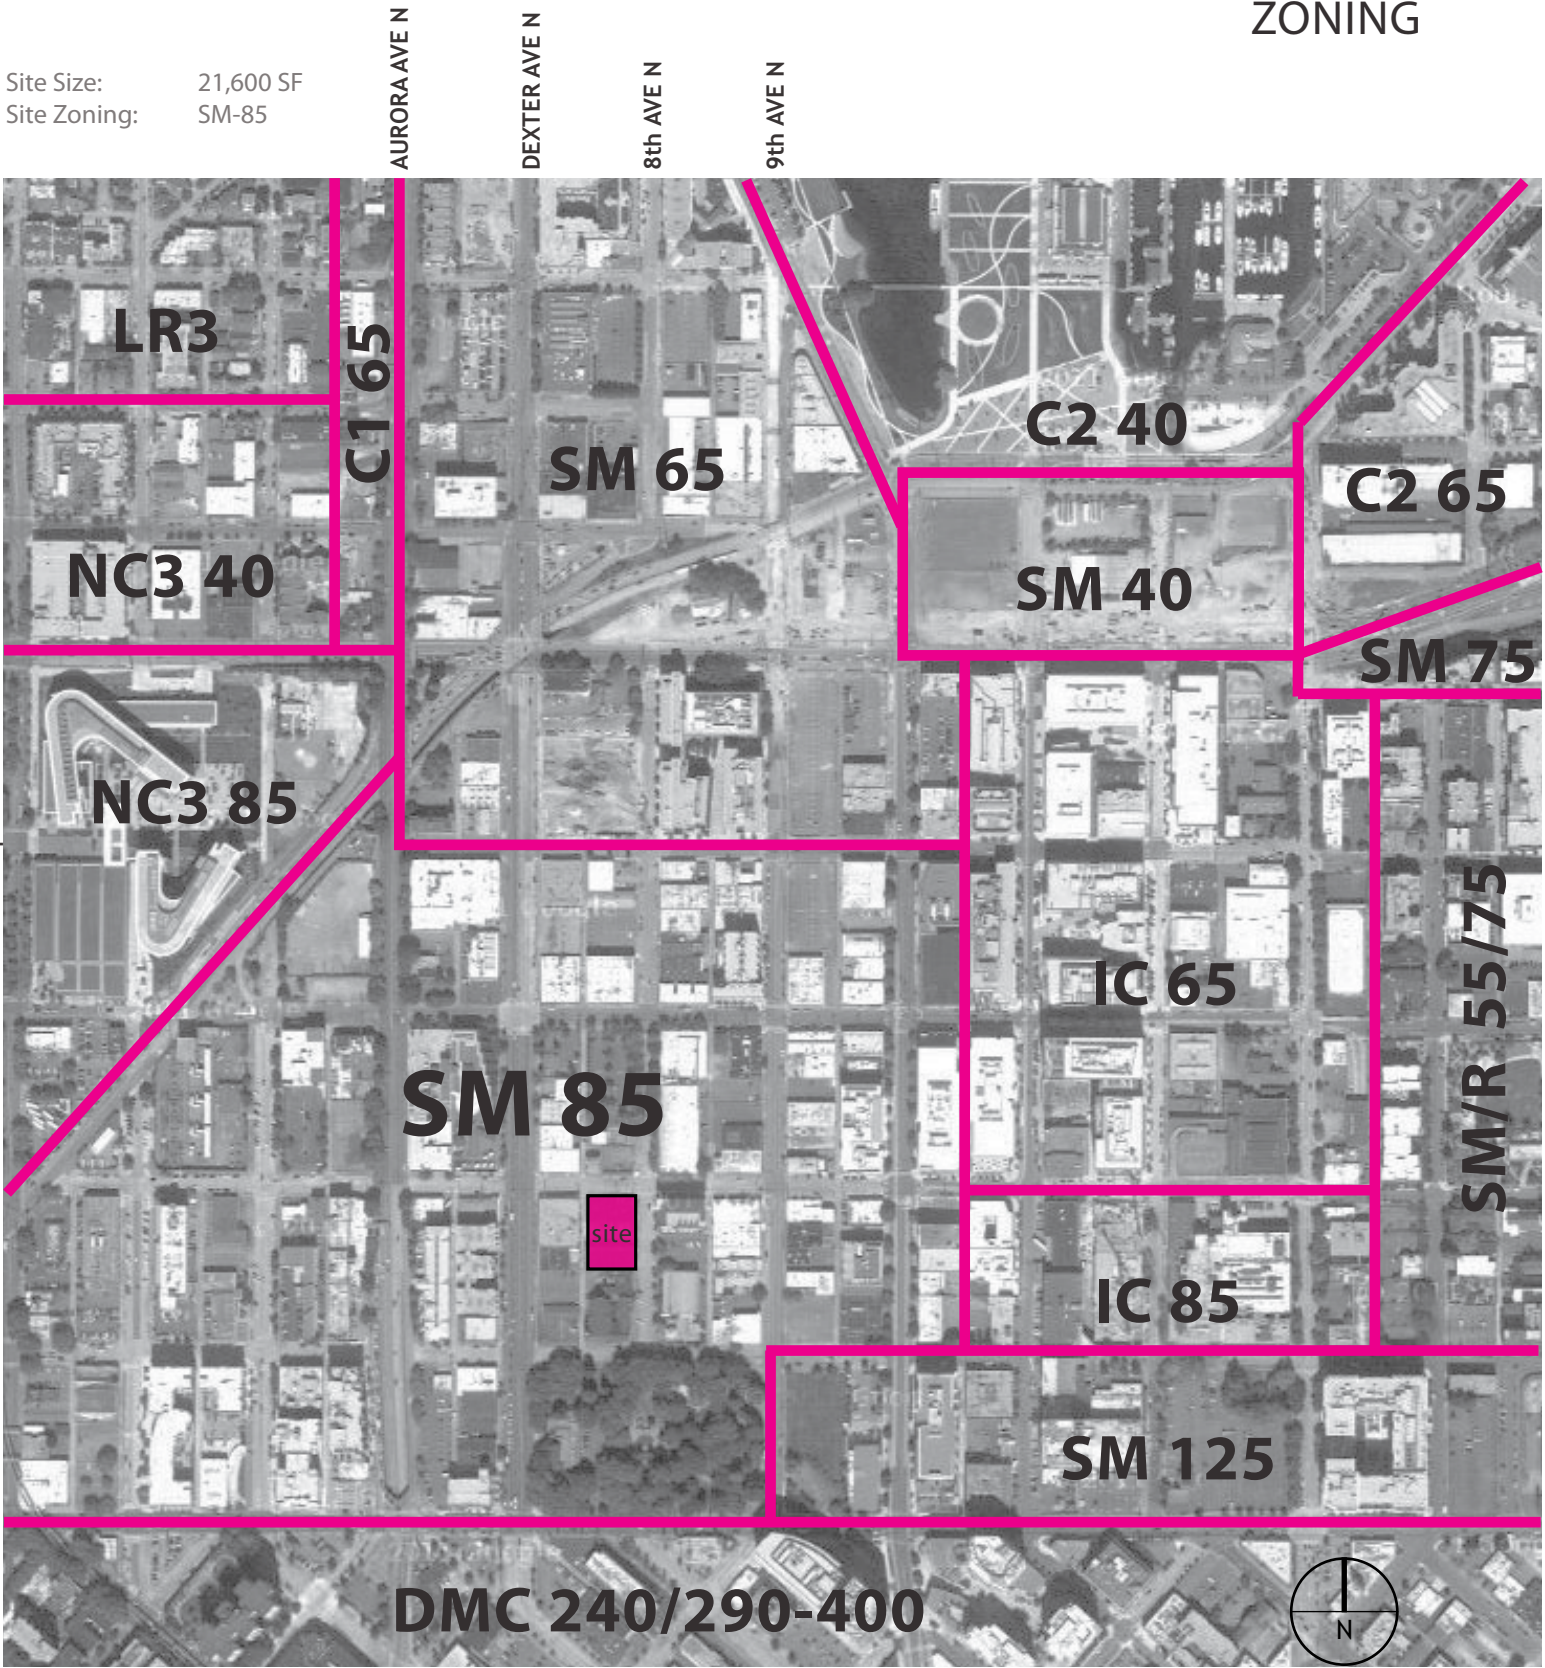 ZONING
Site Size: 21,600 SF
Site Zoning: SM-85
AURORA AVE N
DEXTER AVE N
8th AVE N
9th AVE N
LR3
C1 65
SM 65
C2 40
C2 65
NC3 40
SM 40
SM 75
NC3 85
IC 65
SM/R 55/75
SM 85
site
IC 85
SM 125
DMC 240/290-400
N